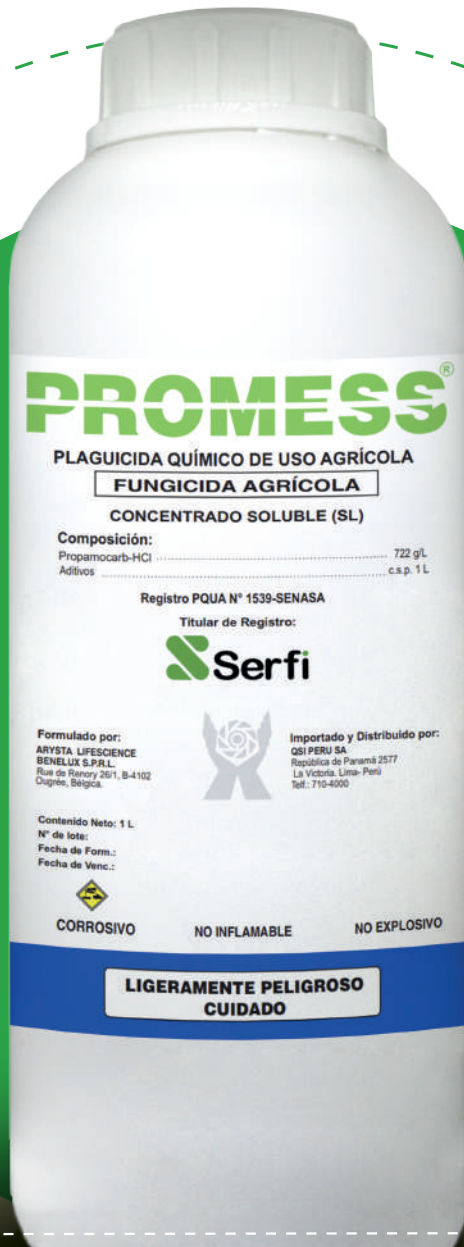 PROMESS®
PLAGUICIDA QUÍMICO DE USO AGRÍCOLA
FUNGICIDA AGRÍCOLA
CONCENTRADO SOLUBLE (SL)
Composición:
Propamocarb-HCl ........................................................ 722 g/L
Aditivos ........................................................................ c.s.p. 1 L
Registro PQUA N° 1539-SENASA
Titular de Registro:
Serfi
Formulado por:
ARYSTA LIFESCIENCE
BENELUX S.P.R.L.
Rue de Renory 26/1, B-4102
Ougrée, Bélgica.
Importado y Distribuido por:
QSI PERU SA
República de Panamá 2577
La Victoria. Lima- Perú
Telf.: 710-4000
Contenido Neto: 1 L
N° de lote:
Fecha de Form.:
Fecha de Venc.:
CORROSIVO
NO INFLAMABLE
NO EXPLOSIVO
LIGERAMENTE PELIGROSO
CUIDADO